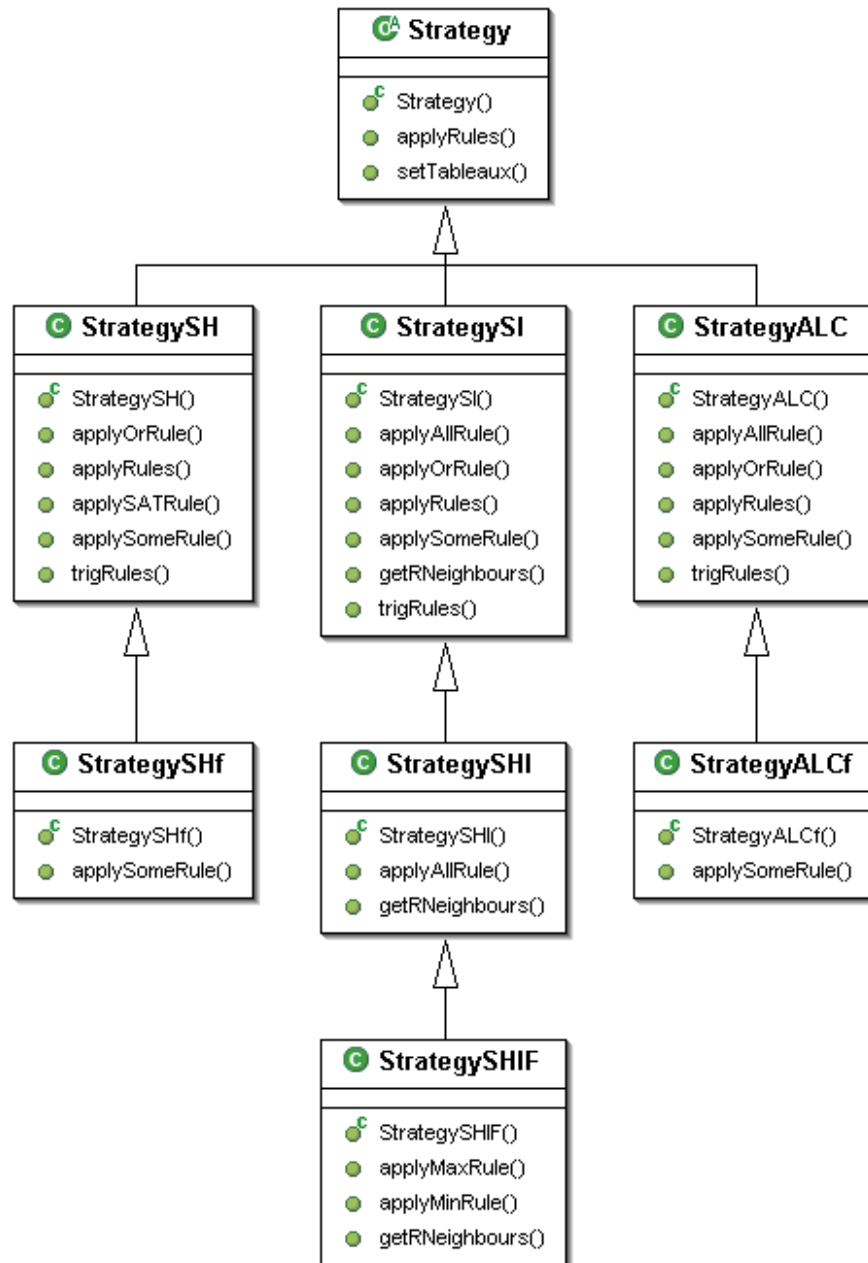 Strategy
Strategy()
applyRules()
setTableaux()
StrategySH
StrategySH()
applyOrRule()
applyRules()
applySATRule()
applySomeRule()
trigRules()
StrategySI
StrategySI()
applyAllRule()
applyOrRule()
applyRules()
applySomeRule()
getRNeighbours()
trigRules()
StrategyALC
StrategyALC()
applyAllRule()
applyOrRule()
applyRules()
applySomeRule()
trigRules()
StrategySHf
StrategySHf()
applySomeRule()
StrategySHI
StrategySHI()
applyAllRule()
getRNeighbours()
StrategyALCf
StrategyALCf()
applySomeRule()
StrategySHIF
StrategySHIF()
applyMaxRule()
applyMinRule()
getRNeighbours()